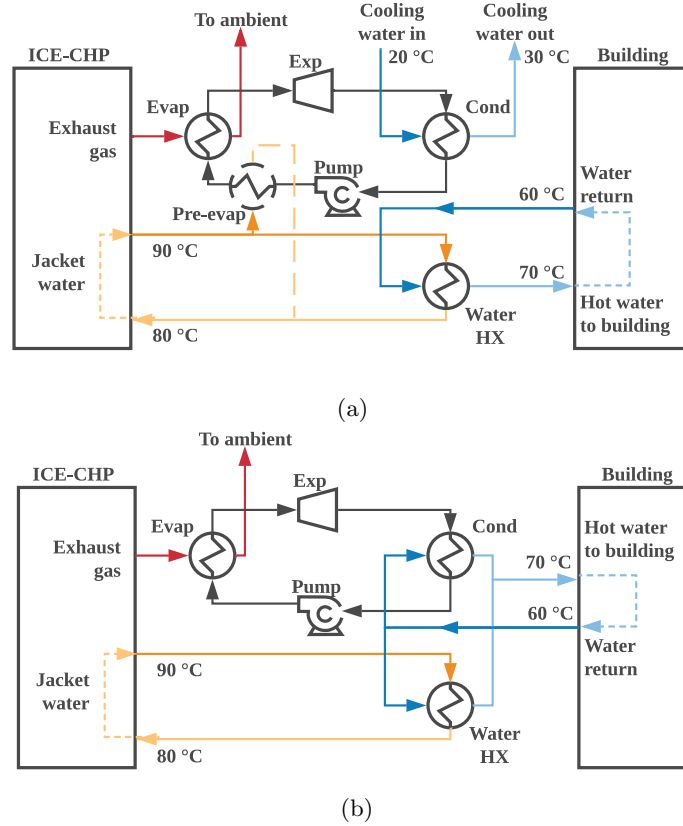 To ambient
Cooling
water in
20 °C
Cooling
water out
30 °C
ICE-CHP
Building
Exp
Evap
Cond
Exhaust
gas
Pump
C
Pre-evap
Water
return
60 °C
90 °C
Jacket
water
70 °C
Hot water
to building
80 °C
Water
HX
(a)
To ambient
ICE-CHP
Building
Exp
Evap
Cond
Hot water
to building
Exhaust
gas
70 °C
Pump
C
60 °C
Water
return
90 °C
Jacket
water
80 °C
Water
HX
(b)